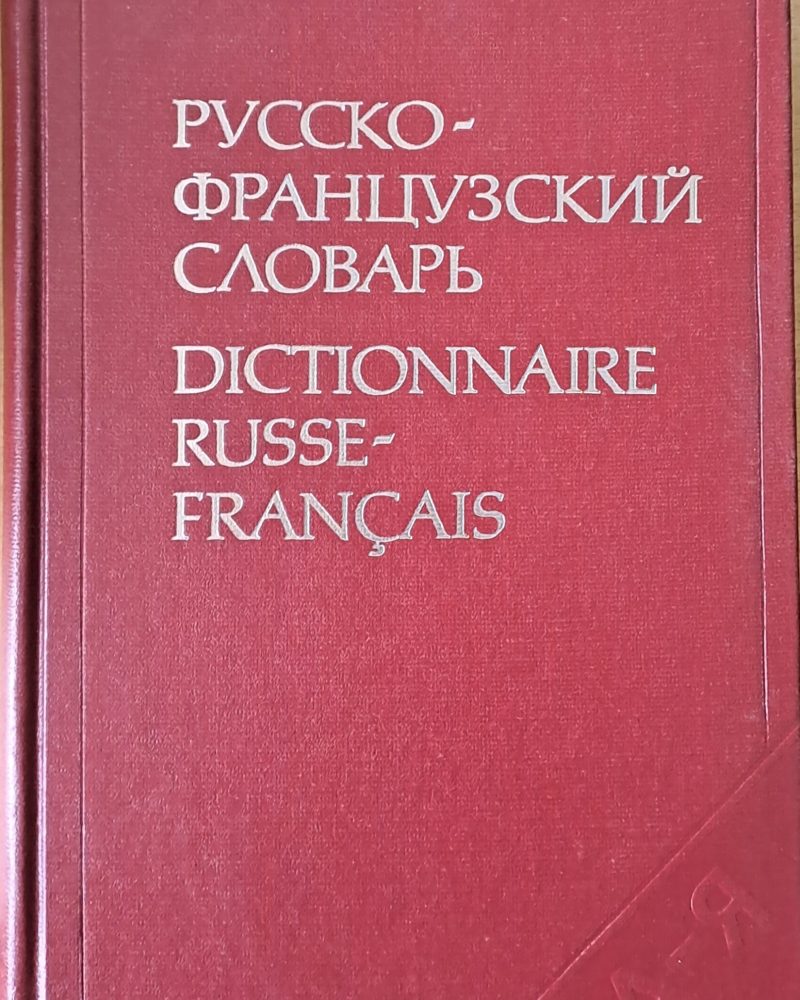 РУССКО-
ФРАНЦУЗСКИЙ
СЛОВАРЬ
DICTIONNAIRE
RUSSE-
FRANÇAIS
-Я